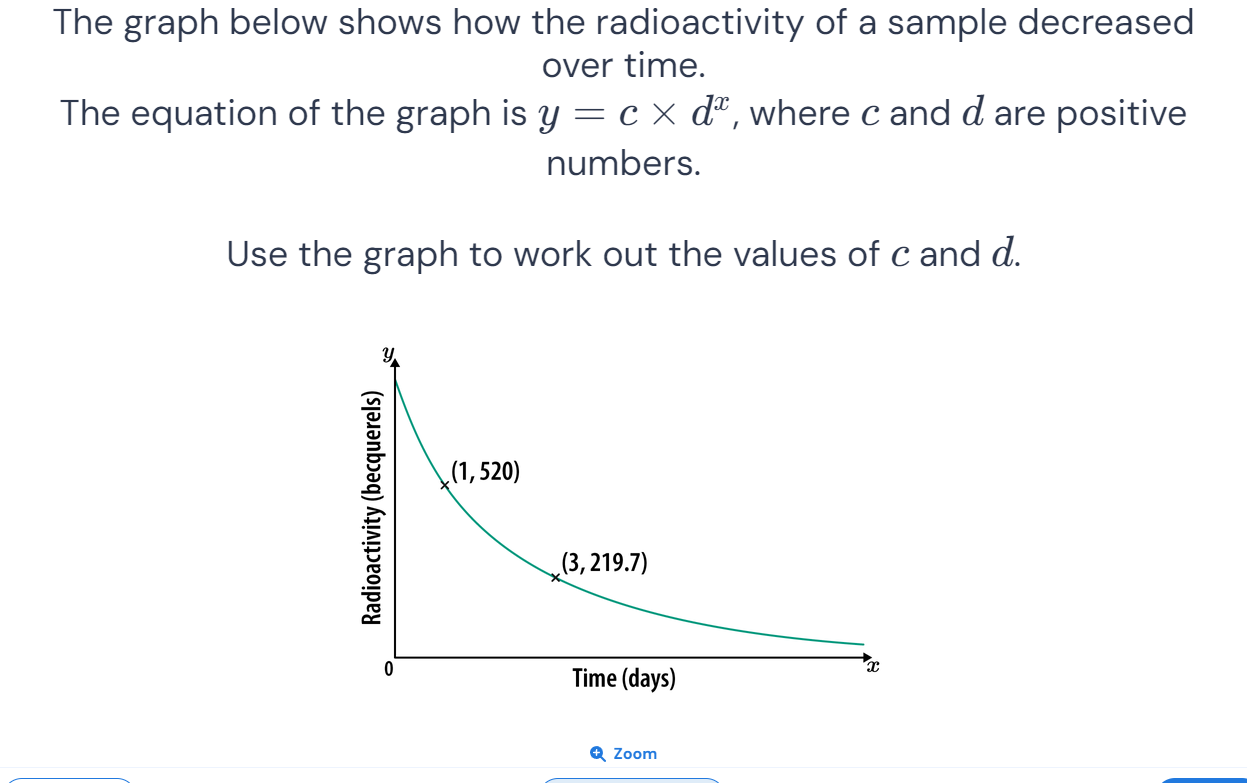 The graph below shows how the radioactivity of a sample decreased
over time.
The equation of the graph is y = c × dˣ, where c and d are positive
numbers.
Use the graph to work out the values of c and d.
y
Radioactivity (becquerels)
(1, 520)
(3, 219.7)
0
x
Time (days)
Zoom